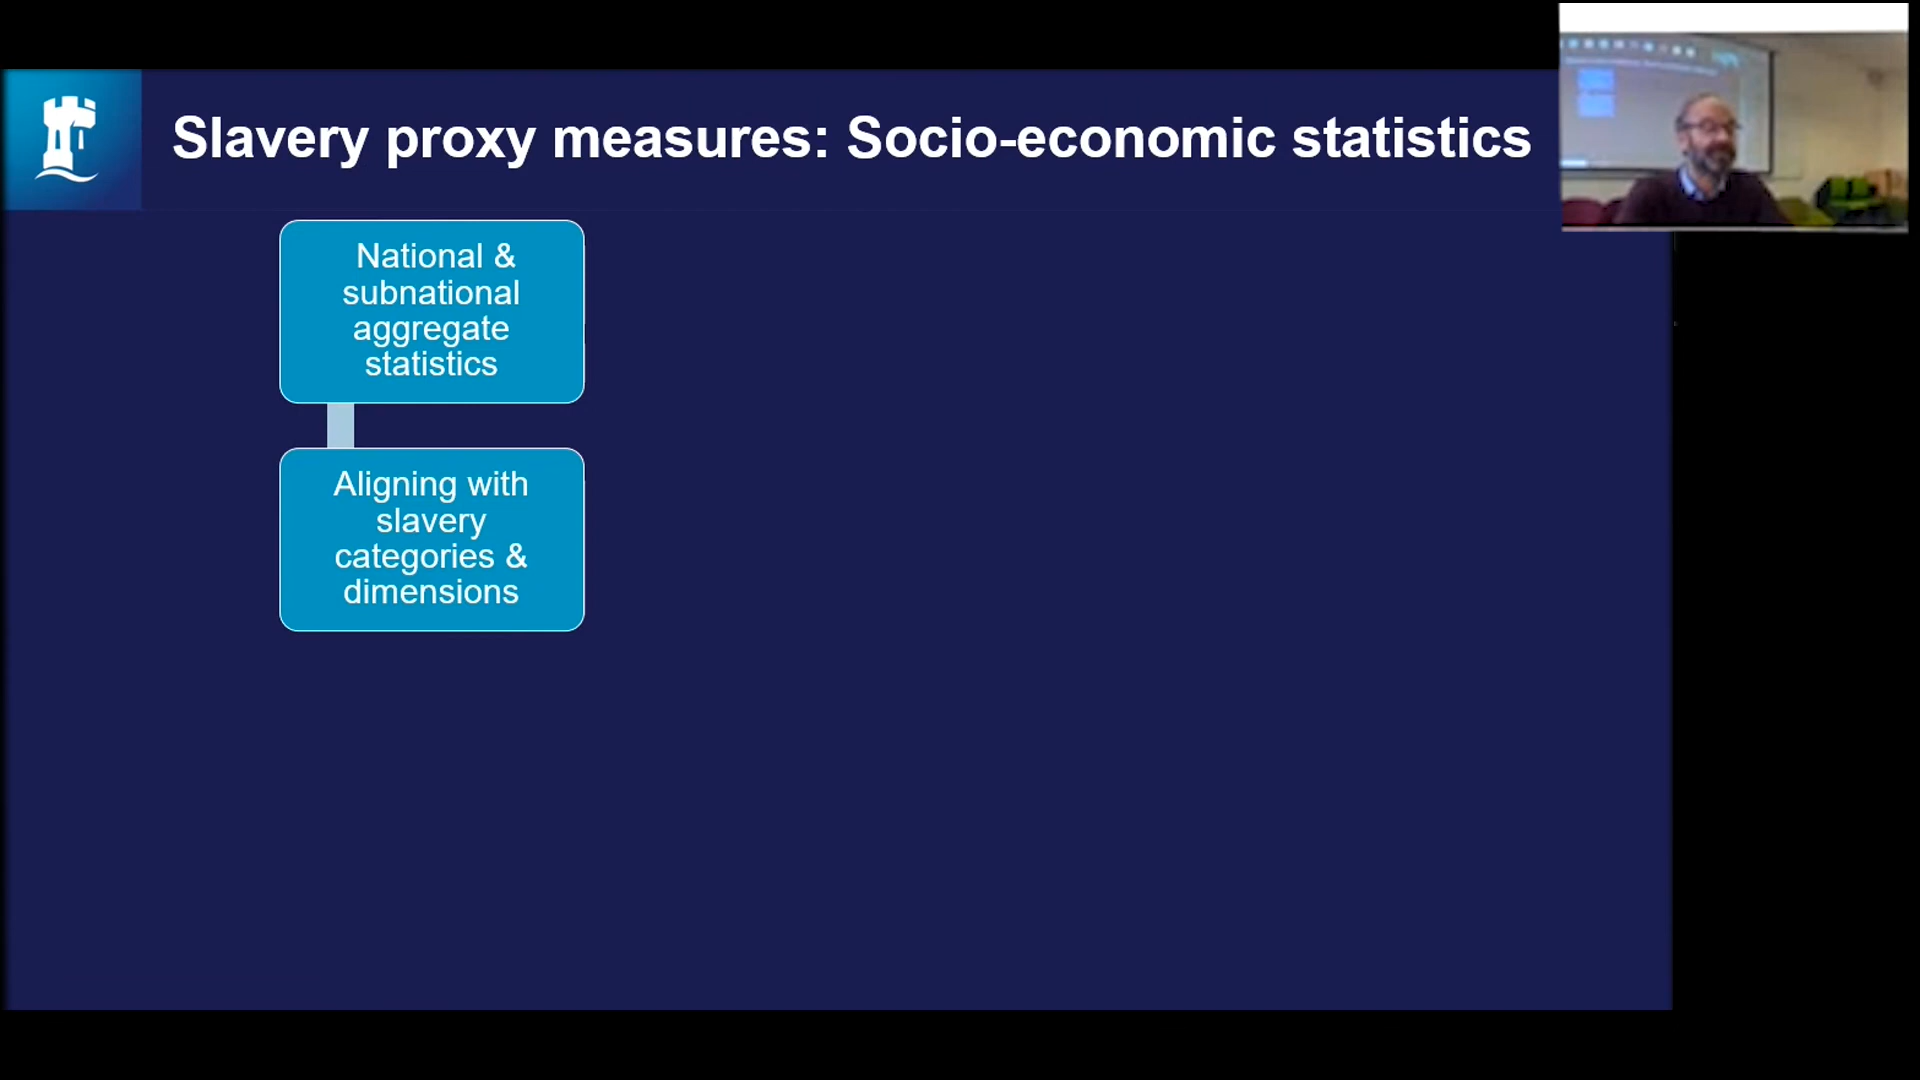 Slavery proxy measures: Socio-economic statistics
National &
subnational
aggregate
statistics
Aligning with
slavery
categories &
dimensions